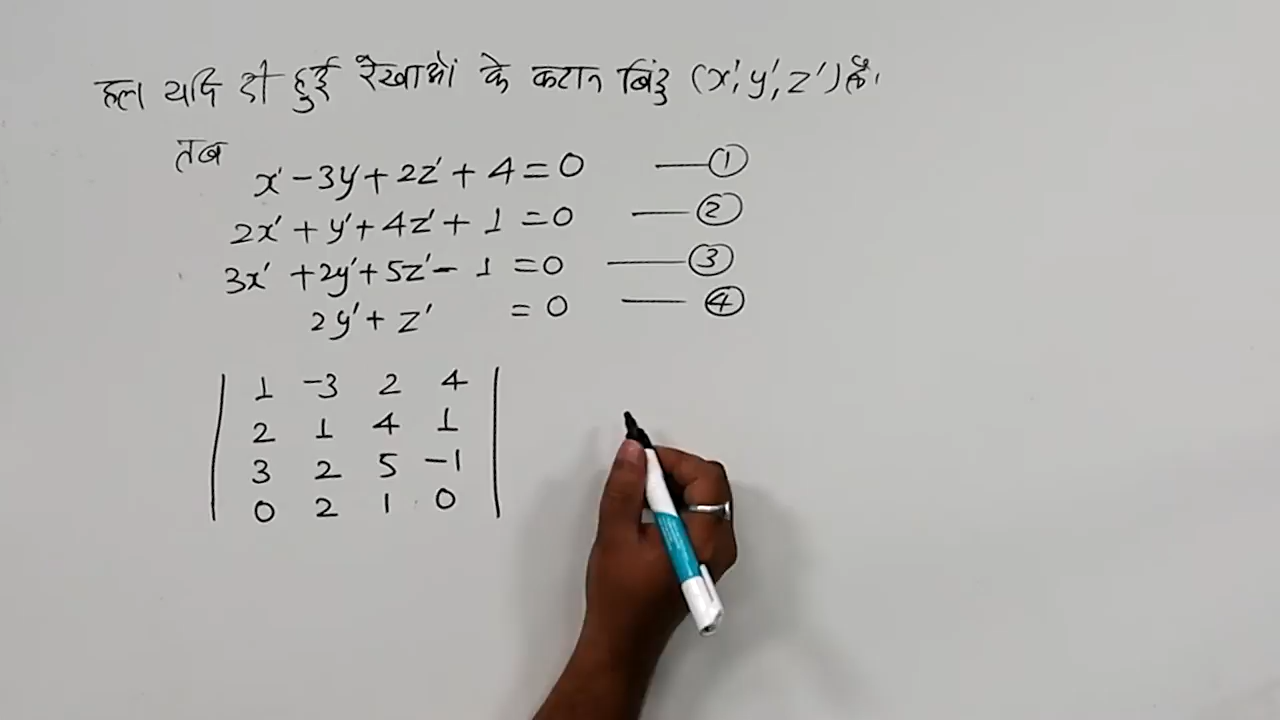 हल यदि दी हुई रेखाओं के कटान बिंदु (x', y', z') है।
तब
x' - 3y' + 2z' + 4 = 0 —— ①
2x' + y' + 4z' + 1 = 0 —— ②
3x' + 2y' + 5z' - 1 = 0 —— ③
2y' + z' = 0 —— ④
| 1 -3 2 4 |
| 2 1 4 1 |
| 3 2 5 -1 |
| 0 2 1 0 |